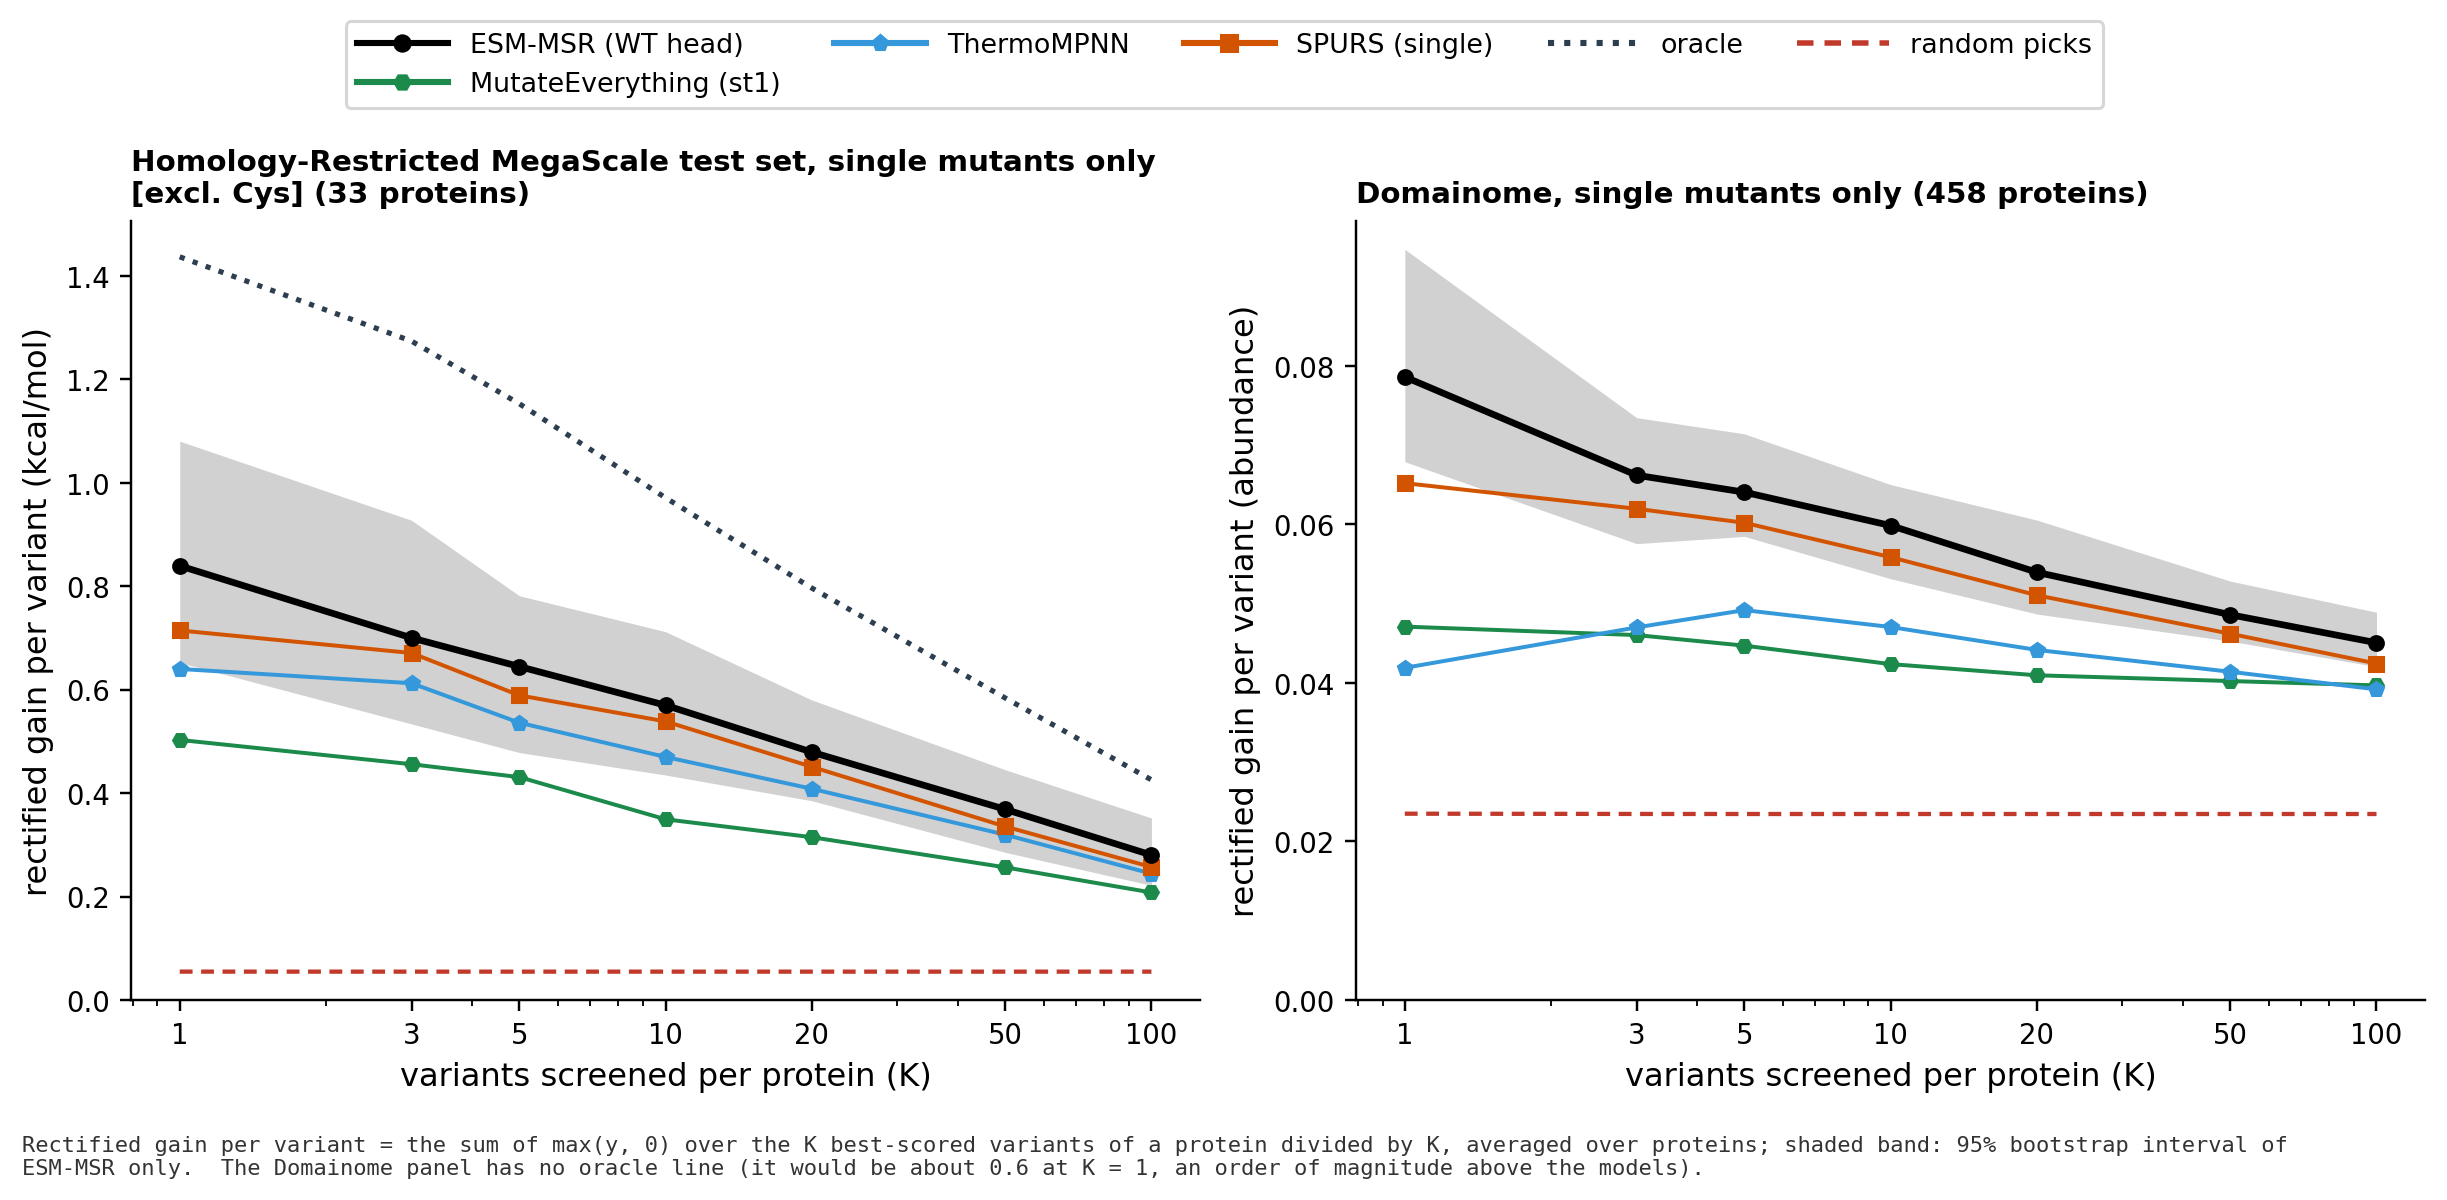 ESM-MSR (WT head)
MutateEverything (st1)
ThermoMPNN
SPURS (single)
oracle
random picks
Homology-Restricted MegaScale test set, single mutants only
[excl. Cys] (33 proteins)
rectified gain per variant (kcal/mol)
1.4
1.2
1.0
0.8
0.6
0.4
0.2
0.0
1 3 5 10 20 50 100
variants screened per protein (K)
Domainome, single mutants only (458 proteins)
rectified gain per variant (abundance)
0.08
0.06
0.04
0.02
0.00
1 3 5 10 20 50 100
variants screened per protein (K)
Rectified gain per variant = the sum of max(y, 0) over the K best-scored variants of a protein divided by K, averaged over proteins; shaded band: 95% bootstrap interval of
ESM-MSR only.  The Domainome panel has no oracle line (it would be about 0.6 at K = 1, an order of magnitude above the models).